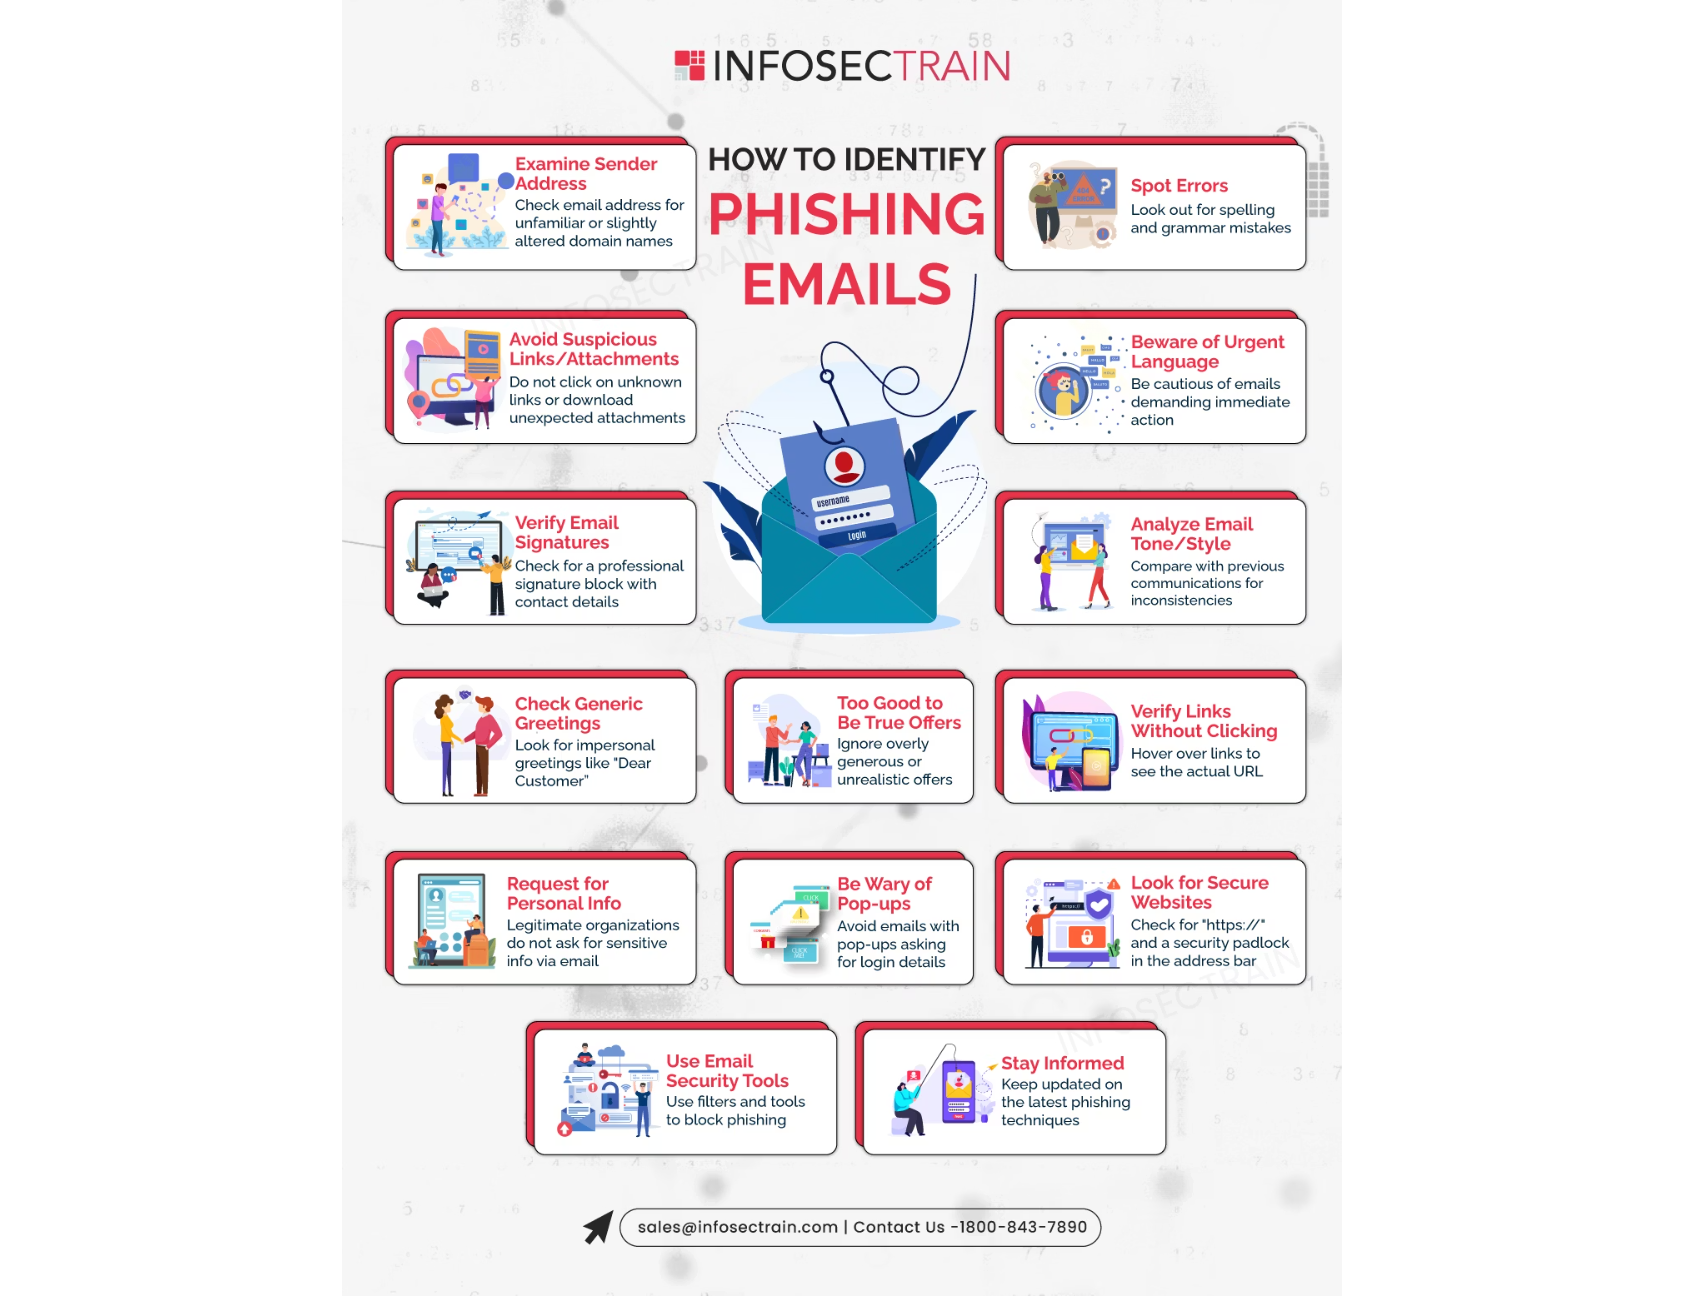 INFOSECTRAIN
HOW TO IDENTIFY
PHISHING
EMAILS
Examine Sender
Address
Check email address for
unfamiliar or slightly
altered domain names
Spot Errors
Look out for spelling
and grammar mistakes
Avoid Suspicious
Links/Attachments
Do not click on unknown
links or download
unexpected attachments
Beware of Urgent
Language
Be cautious of emails
demanding immediate
action
username
Login
Verify Email
Signatures
Check for a professional
signature block with
contact details
Analyze Email
Tone/Style
Compare with previous
communications for
inconsistencies
Check Generic
Greetings
Look for impersonal
greetings like "Dear
Customer"
Too Good to
Be True Offers
Ignore overly
generous or
unrealistic offers
Verify Links
Without Clicking
Hover over links to
see the actual URL
Request for
Personal Info
Legitimate organizations
do not ask for sensitive
info via email
Be Wary of
Pop-ups
Avoid emails with
pop-ups asking
for login details
Look for Secure
Websites
Check for "https://"
and a security padlock
in the address bar
Use Email
Security Tools
Use filters and tools
to block phishing
Stay Informed
Keep updated on
the latest phishing
techniques
sales@infosectrain.com | Contact Us -1800-843-7890